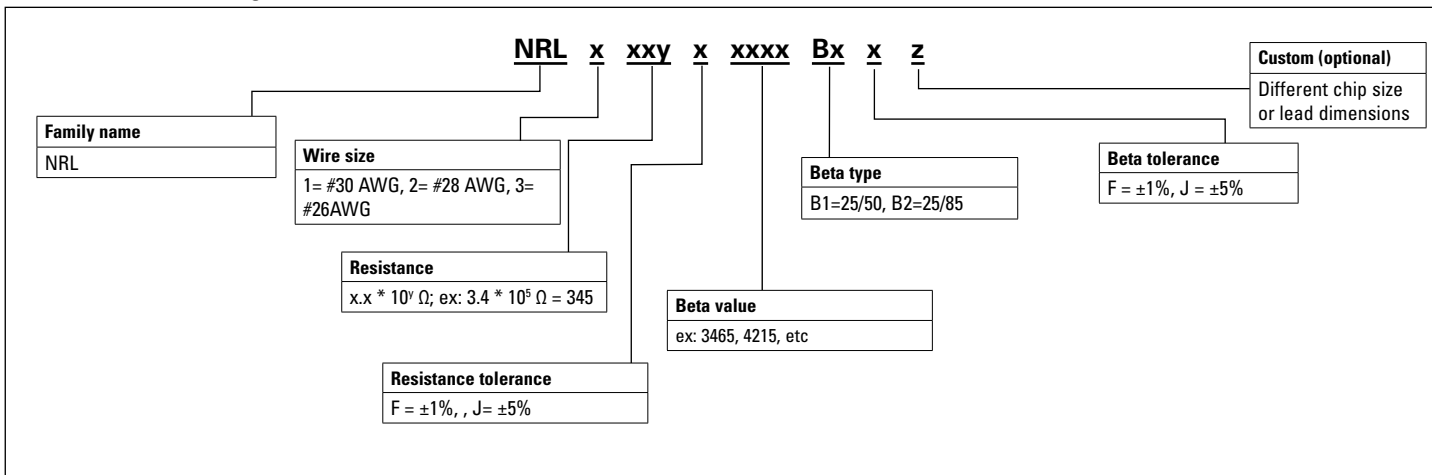 NRL x xxy x xxxx Bx x z
Custom (optional)
Different chip size
or lead dimensions
Family name
NRL
Wire size
1= #30 AWG, 2= #28 AWG, 3=
#26AWG
Beta type
B1=25/50, B2=25/85
Beta tolerance
F = ±1%, J = ±5%
Resistance
x.x * 10ʸ Ω; ex: 3.4 * 10⁵ Ω = 345
Beta value
ex: 3465, 4215, etc
Resistance tolerance
F = ±1%, , J= ±5%